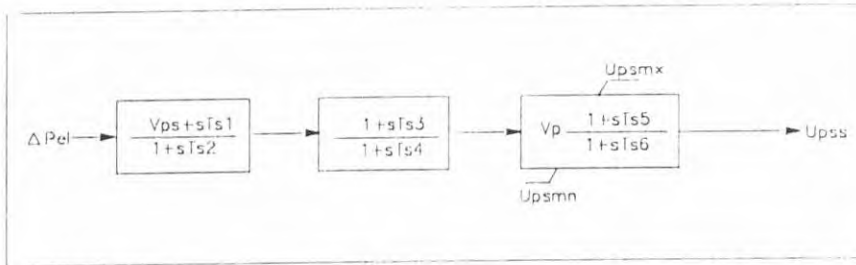 Upsmx
ΔPel
Vps+sTs1
1+sTs2
1+sTs3
1+sTs4
Vp
1+sTs5
1+sTs6
Upss
Upsmn